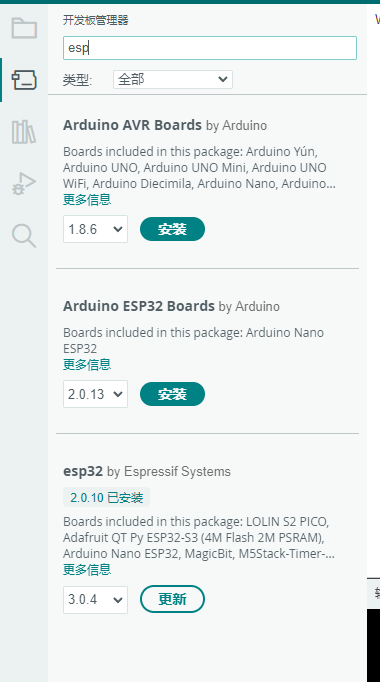 开发板管理器
esp
类型: 全部
Arduino AVR Boards by Arduino
Boards included in this package: Arduino Yún,
Arduino UNO, Arduino UNO Mini, Arduino UNO
WiFi, Arduino Diecimila, Arduino Nano, Arduino...
更多信息
1.8.6 安装
Arduino ESP32 Boards by Arduino
Boards included in this package: Arduino Nano
ESP32
更多信息
2.0.13 安装
esp32 by Espressif Systems
2.0.10 已安装
Boards included in this package: LOLIN S2 PICO,
Adafruit QT Py ESP32-S3 (4M Flash 2M PSRAM),
Arduino Nano ESP32, MagicBit, M5Stack-Timer-...
更多信息
3.0.4 更新